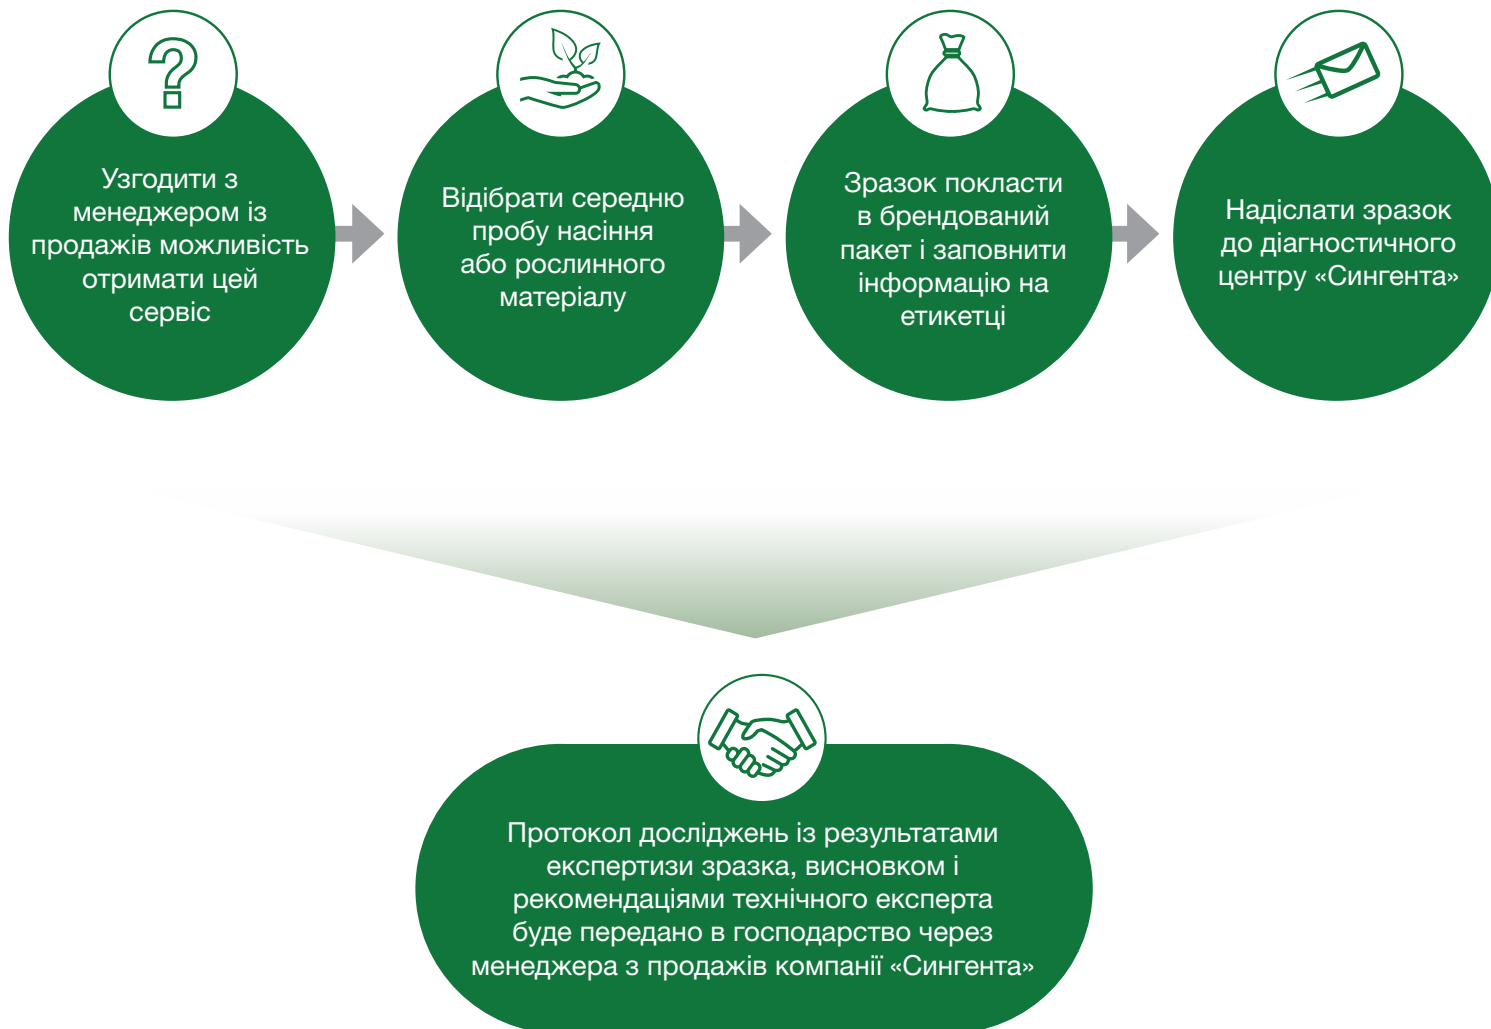 Узгодити з
менеджером із
продажів можливість
отримати цей
сервіс
Відібрати середню
пробу насіння
або рослинного
матеріалу
Зразок покласти
в брендований
пакет і заповнити
інформацію на
етикетці
Надіслати зразок
до діагностичного
центру «Сингента»
Протокол досліджень із результатами
експертизи зразка, висновком і
рекомендаціями технічного експерта
буде передано в господарство через
менеджера з продажів компанії «Сингента»